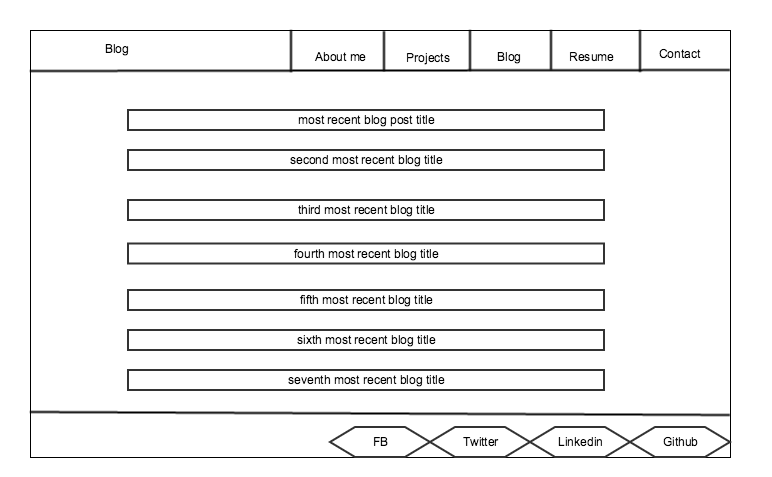 Blog
About me
Projects
Blog
Resume
Contact
most recent blog post title
second most recent blog title
third most recent blog title
fourth most recent blog title
fifth most recent blog title
sixth most recent blog title
seventh most recent blog title
FB
Twitter
Linkedin
Github